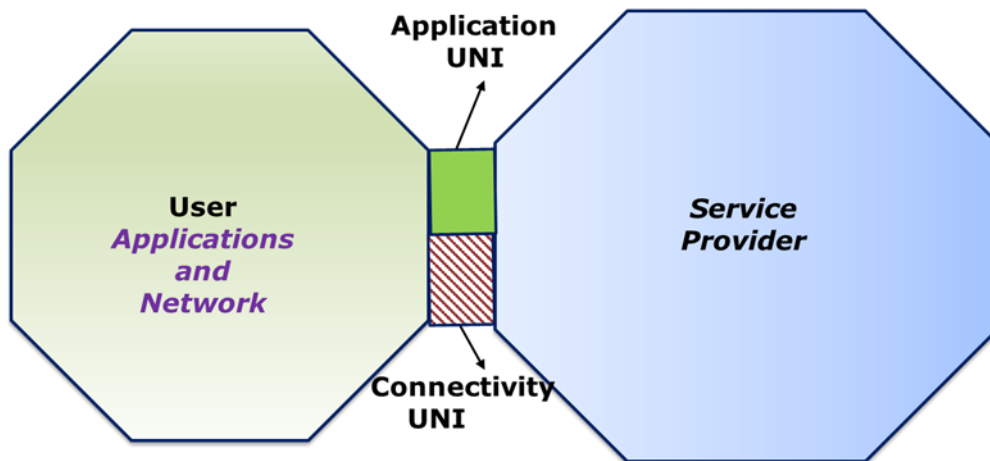 Application
UNI
User
Applications
and
Network
Service
Provider
Connectivity
UNI